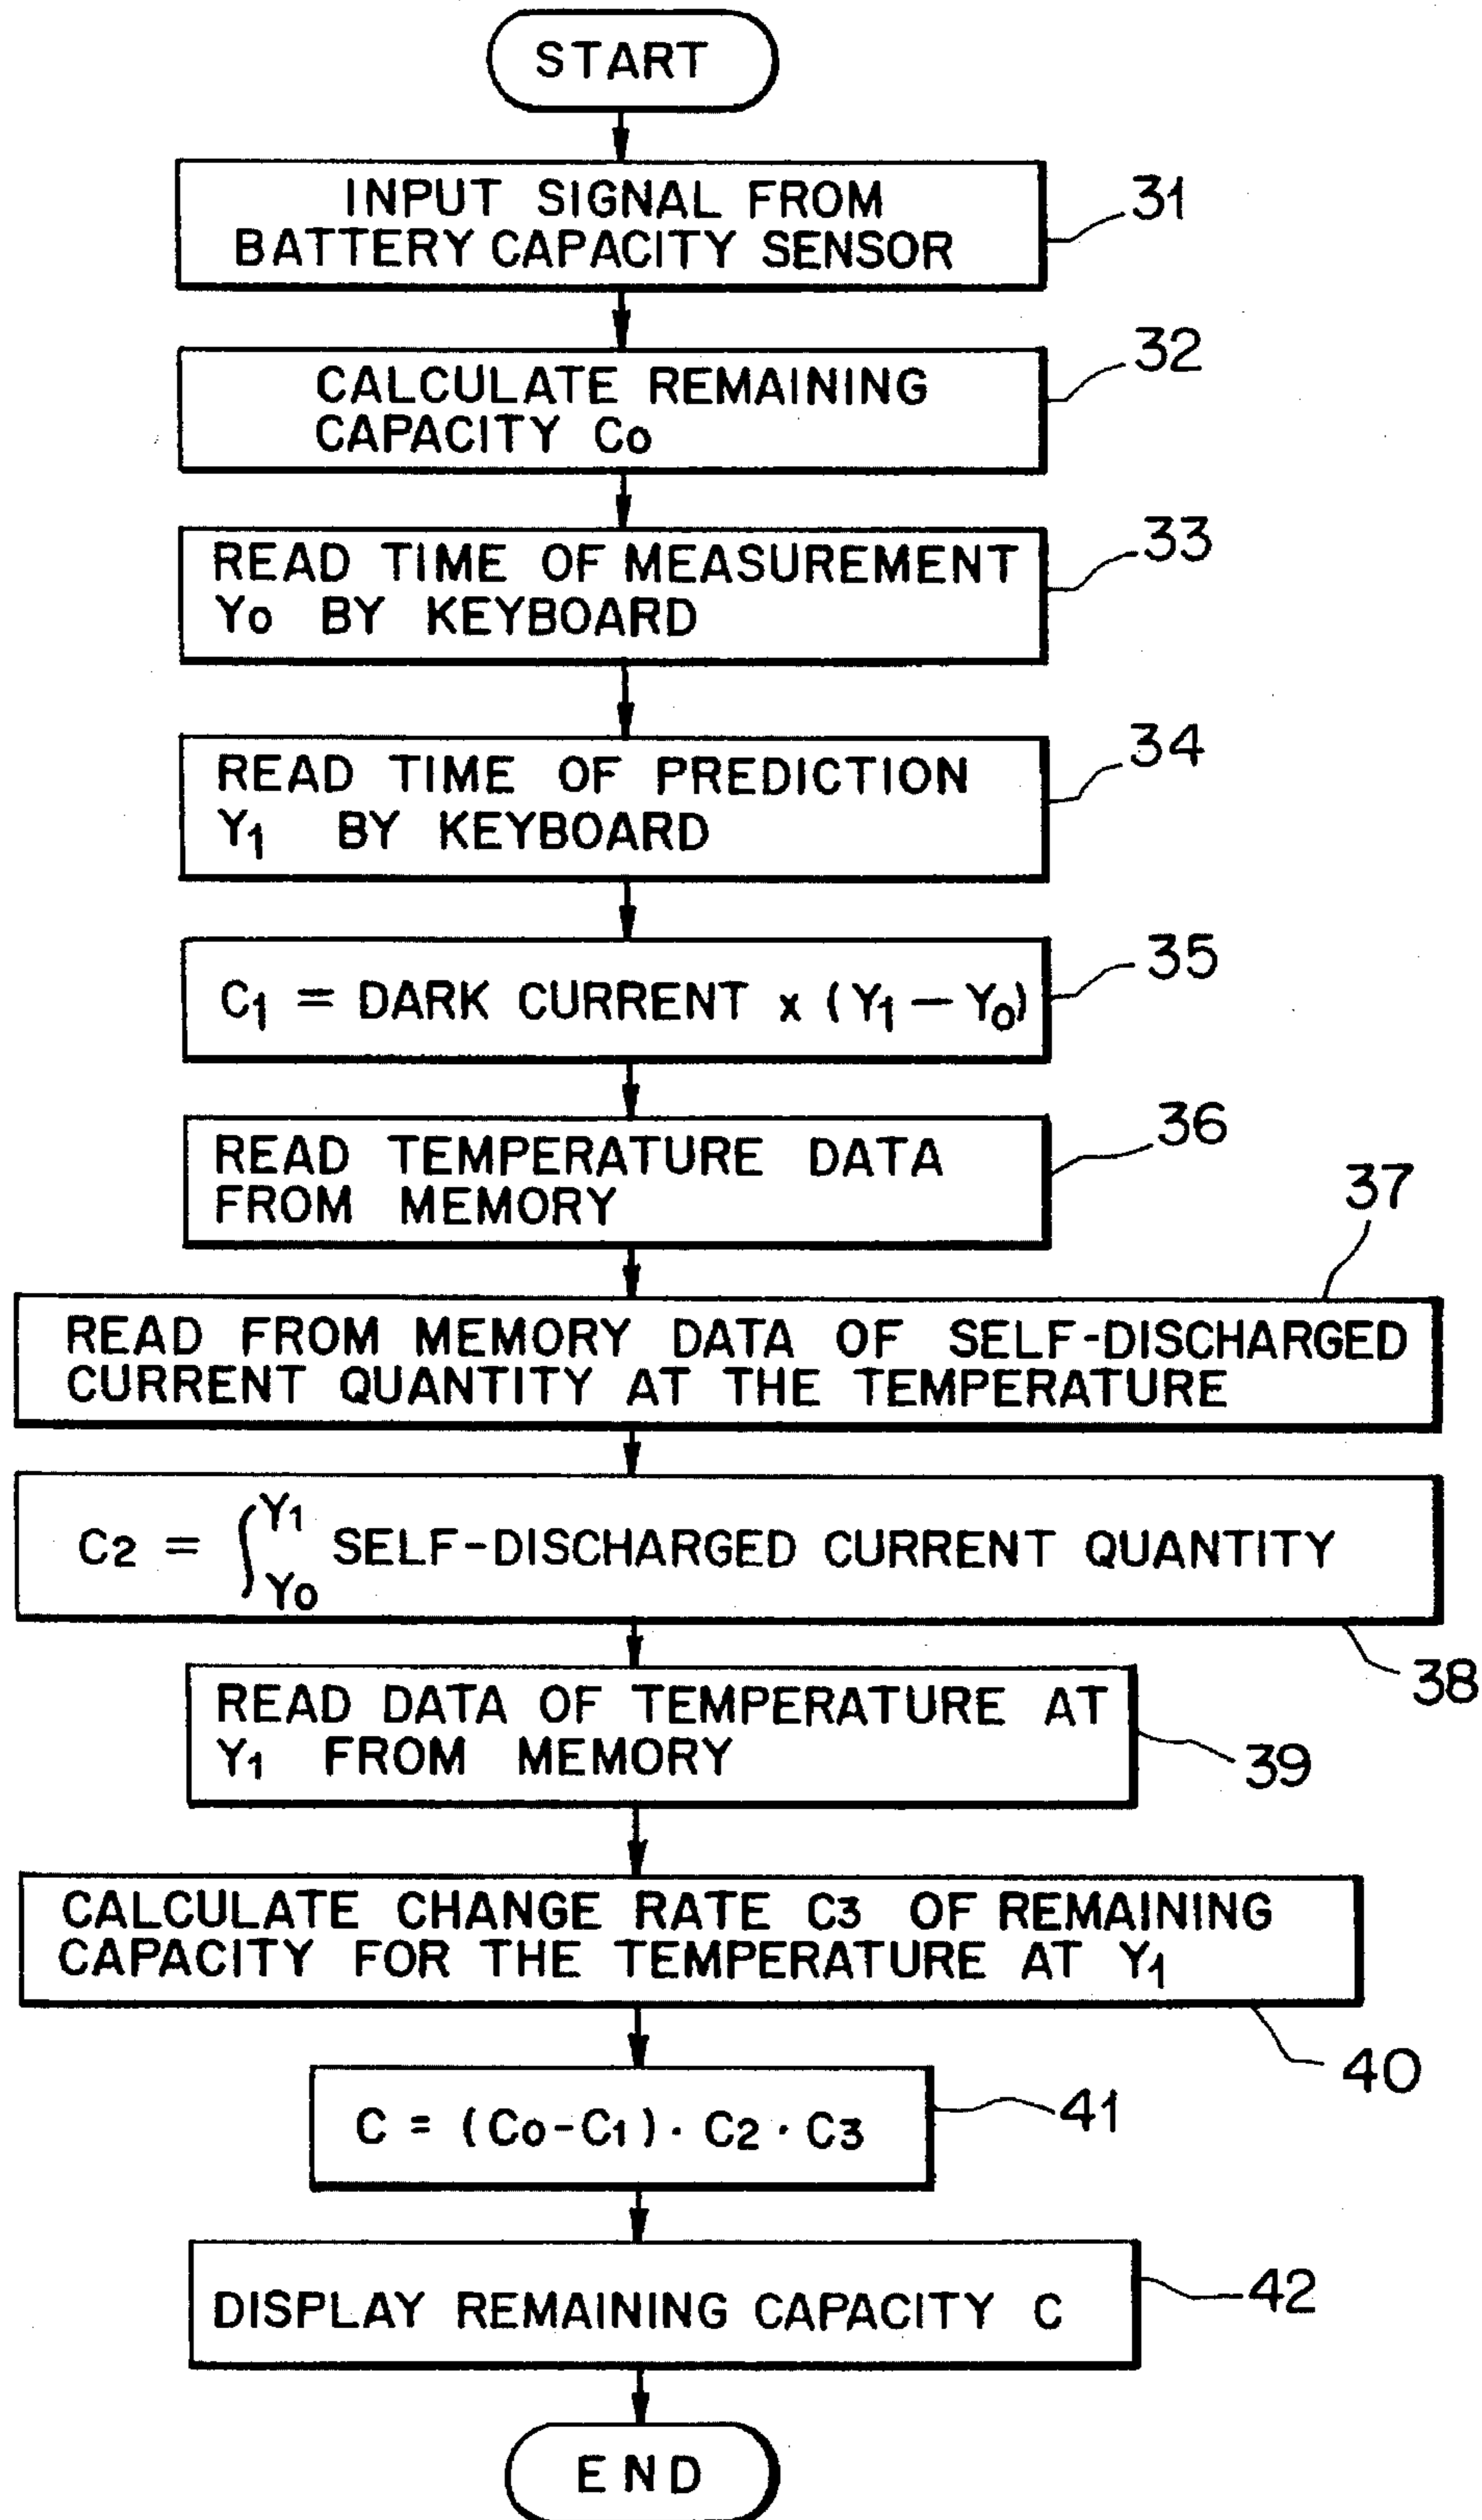 START
INPUT SIGNAL FROM
BATTERY CAPACITY SENSOR
31
CALCULATE REMAINING
CAPACITY C0
32
READ TIME OF MEASUREMENT
Y0 BY KEYBOARD
33
READ TIME OF PREDICTION
Y1 BY KEYBOARD
34
C1 = DARK CURRENT x (Y1 – Y0)
35
READ TEMPERATURE DATA
FROM MEMORY
36
37
READ FROM MEMORY DATA OF SELF-DISCHARGED
CURRENT QUANTITY AT THE TEMPERATURE
C2 = ∫Y0 Y1 SELF-DISCHARGED CURRENT QUANTITY
38
READ DATA OF TEMPERATURE AT
Y1 FROM MEMORY
39
CALCULATE CHANGE RATE C3 OF REMAINING
CAPACITY FOR THE TEMPERATURE AT Y1
40
C = (C0-C1) · C2 · C3
41
DISPLAY REMAINING CAPACITY C
42
END